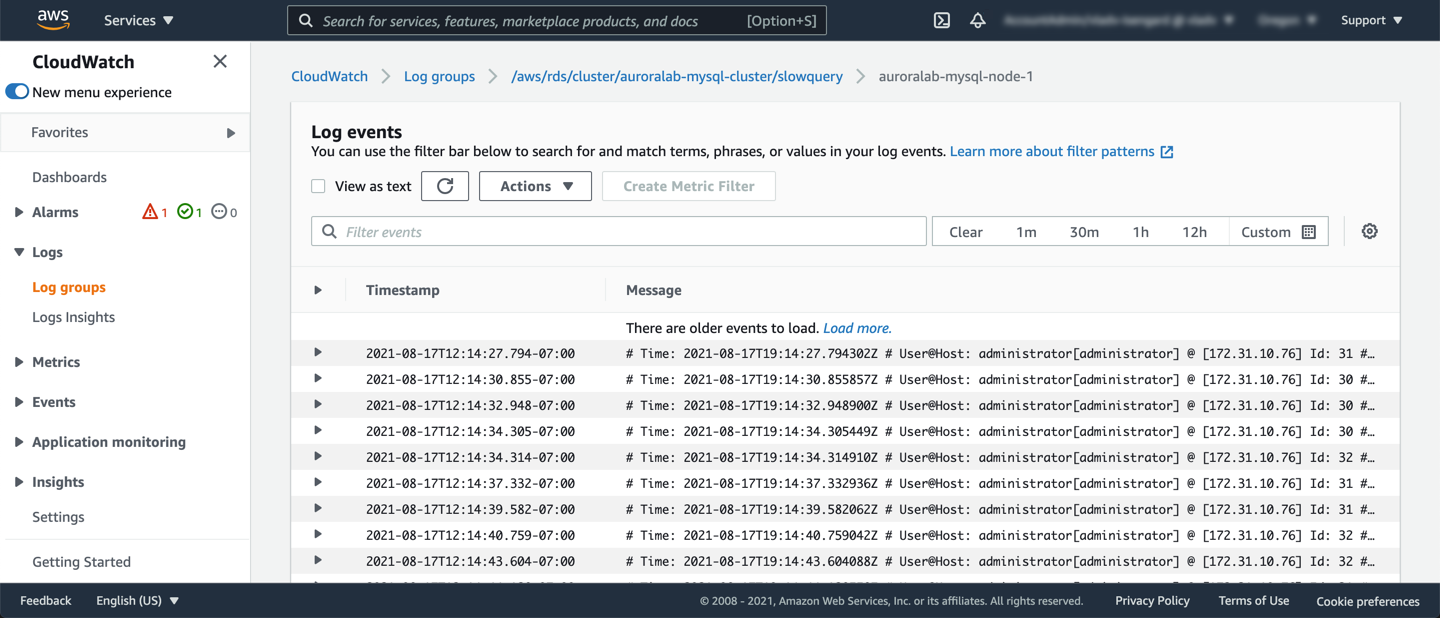 aws Services Search for services, features, marketplace products, and docs [Option+S] Support
CloudWatch
New menu experience
Favorites
Dashboards
Alarms 1 1 0
Logs
Log groups
Logs Insights
Metrics
Events
Application monitoring
Insights
Settings
Getting Started
CloudWatch Log groups /aws/rds/cluster/auroralab-mysql-cluster/slowquery auroralab-mysql-node-1
Log events
You can use the filter bar below to search for and match terms, phrases, or values in your log events. Learn more about filter patterns
View as text Actions Create Metric Filter
Filter events Clear 1m 30m 1h 12h Custom
Timestamp Message
There are older events to load. Load more.
2021-08-17T12:14:27.794-07:00 # Time: 2021-08-17T19:14:27.794302Z # User@Host: administrator[administrator] @ [172.31.10.76] Id: 31 #…
2021-08-17T12:14:30.855-07:00 # Time: 2021-08-17T19:14:30.855857Z # User@Host: administrator[administrator] @ [172.31.10.76] Id: 30 #…
2021-08-17T12:14:32.948-07:00 # Time: 2021-08-17T19:14:32.948900Z # User@Host: administrator[administrator] @ [172.31.10.76] Id: 30 #…
2021-08-17T12:14:34.305-07:00 # Time: 2021-08-17T19:14:34.305449Z # User@Host: administrator[administrator] @ [172.31.10.76] Id: 30 #…
2021-08-17T12:14:34.314-07:00 # Time: 2021-08-17T19:14:34.314910Z # User@Host: administrator[administrator] @ [172.31.10.76] Id: 32 #…
2021-08-17T12:14:37.332-07:00 # Time: 2021-08-17T19:14:37.332936Z # User@Host: administrator[administrator] @ [172.31.10.76] Id: 31 #…
2021-08-17T12:14:39.582-07:00 # Time: 2021-08-17T19:14:39.582062Z # User@Host: administrator[administrator] @ [172.31.10.76] Id: 31 #…
2021-08-17T12:14:40.759-07:00 # Time: 2021-08-17T19:14:40.759042Z # User@Host: administrator[administrator] @ [172.31.10.76] Id: 32 #…
2021-08-17T12:14:43.604-07:00 # Time: 2021-08-17T19:14:43.604088Z # User@Host: administrator[administrator] @ [172.31.10.76] Id: 32 #…
Feedback English (US) © 2008 - 2021, Amazon Web Services, Inc. or its affiliates. All rights reserved. Privacy Policy Terms of Use Cookie preferences